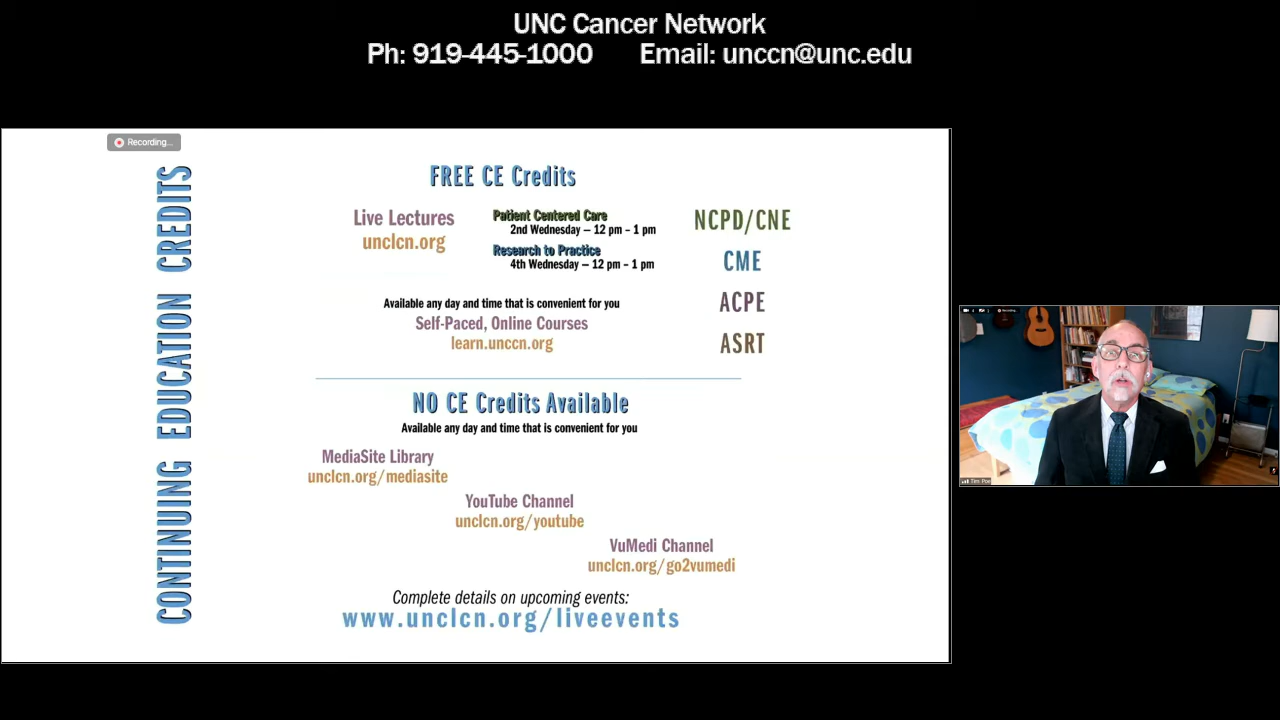 UNC Cancer Network
Ph: 919-445-1000 Email: unccn@unc.edu
Recording...
CONTINUING EDUCATION CREDITS
FREE CE Credits
Live Lectures
unclcn.org
Patient Centered Care
2nd Wednesday – 12 pm – 1 pm
Research to Practice
4th Wednesday – 12 pm – 1 pm
NCPD/CNE
CME
ACPE
ASRT
Available any day and time that is convenient for you
Self-Paced, Online Courses
learn.unccn.org
NO CE Credits Available
Available any day and time that is convenient for you
MediaSite Library
unclcn.org/mediasite
YouTube Channel
unclcn.org/youtube
VuMedi Channel
unclcn.org/go2vumedi
Complete details on upcoming events:
www.unclcn.org/liveevents
Recording...
Tim Poe